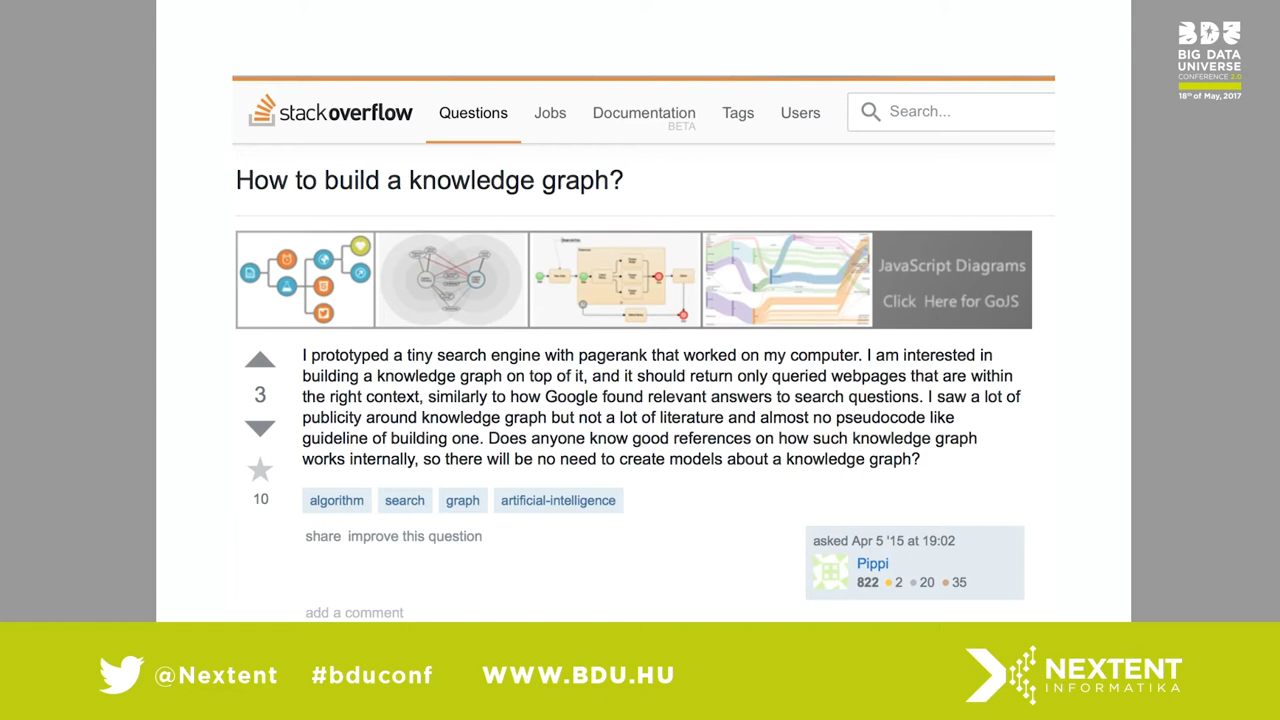 BDU
BIG DATA
UNIVERSE
CONFERENCE 2.0
18th of May, 2017
stackoverflow Questions Jobs Documentation BETA Tags Users Search...
How to build a knowledge graph?
JavaScript Diagrams
Click Here for GoJS
I prototyped a tiny search engine with pagerank that worked on my computer. I am interested in
building a knowledge graph on top of it, and it should return only queried webpages that are within
the right context, similarly to how Google found relevant answers to search questions. I saw a lot of
publicity around knowledge graph but not a lot of literature and almost no pseudocode like
guideline of building one. Does anyone know good references on how such knowledge graph
works internally, so there will be no need to create models about a knowledge graph?
3
10
algorithm search graph artificial-intelligence
share improve this question
asked Apr 5 '15 at 19:02
Pippi
822 2 20 35
add a comment
@Nextent #bduconf WWW.BDU.HU
NEXTENT
INFORMATIKA